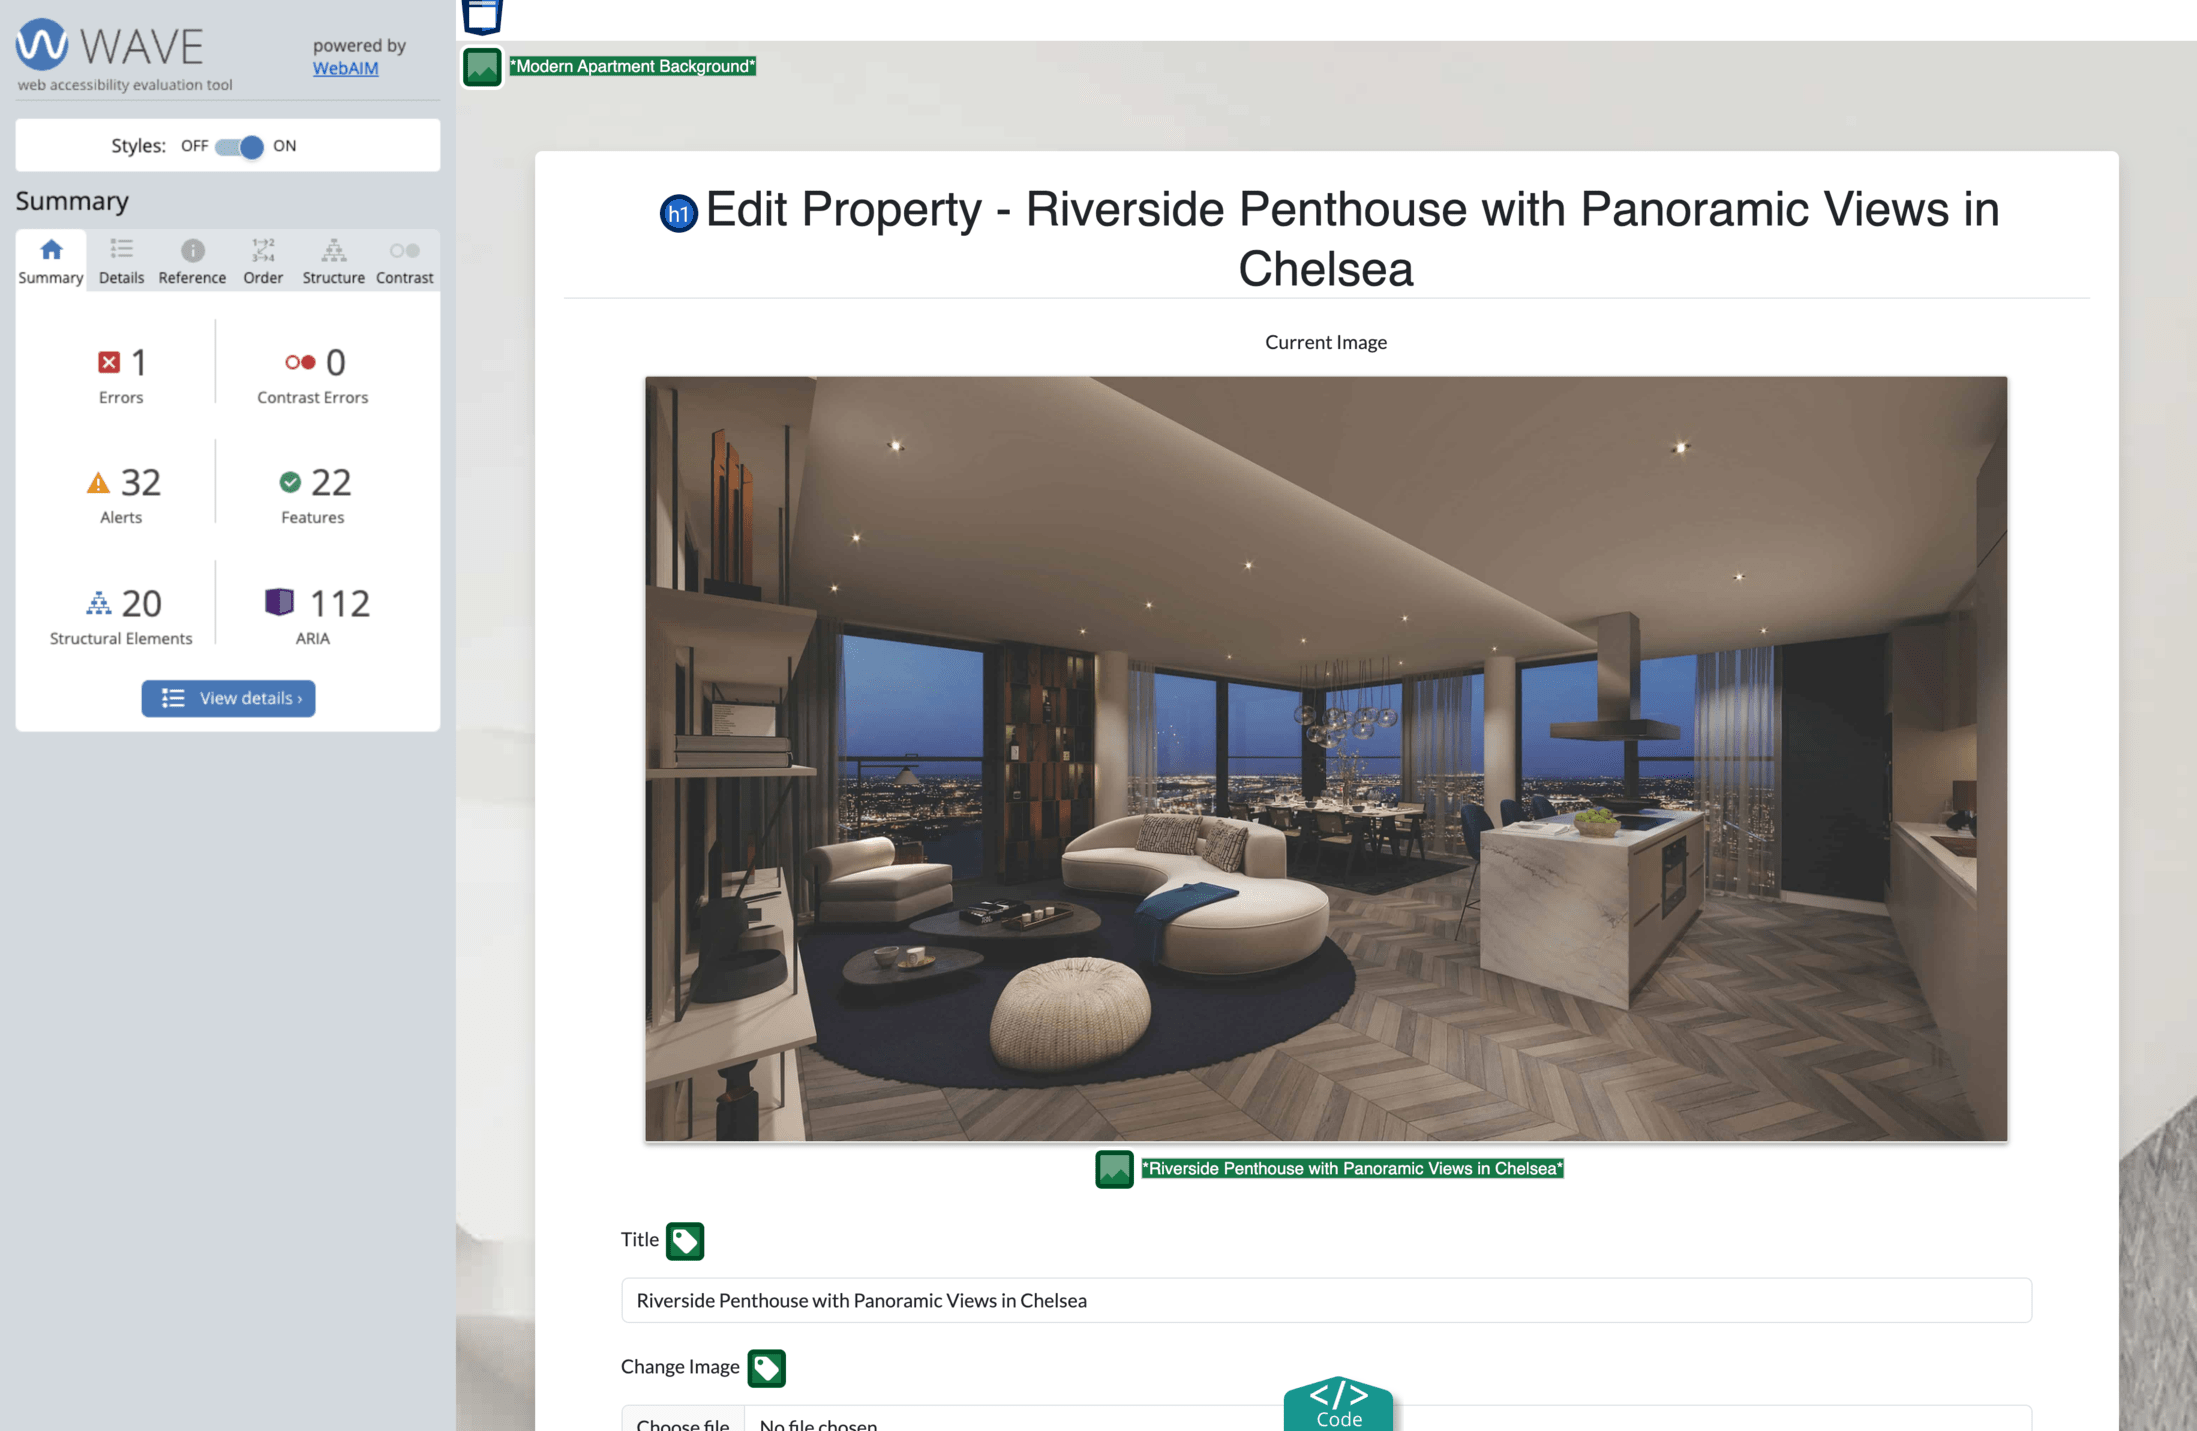 WAVE
web accessibility evaluation tool
powered by
WebAIM
Styles: OFF ON
Summary
Summary Details Reference Order Structure Contrast
1 Errors
0 Contrast Errors
32 Alerts
22 Features
20 Structural Elements
112 ARIA
View details ›
*Modern Apartment Background*
h1 Edit Property - Riverside Penthouse with Panoramic Views in
Chelsea
Current Image
*Riverside Penthouse with Panoramic Views in Chelsea*
Title
Riverside Penthouse with Panoramic Views in Chelsea
Change Image
Choose file No file chosen
</> Code